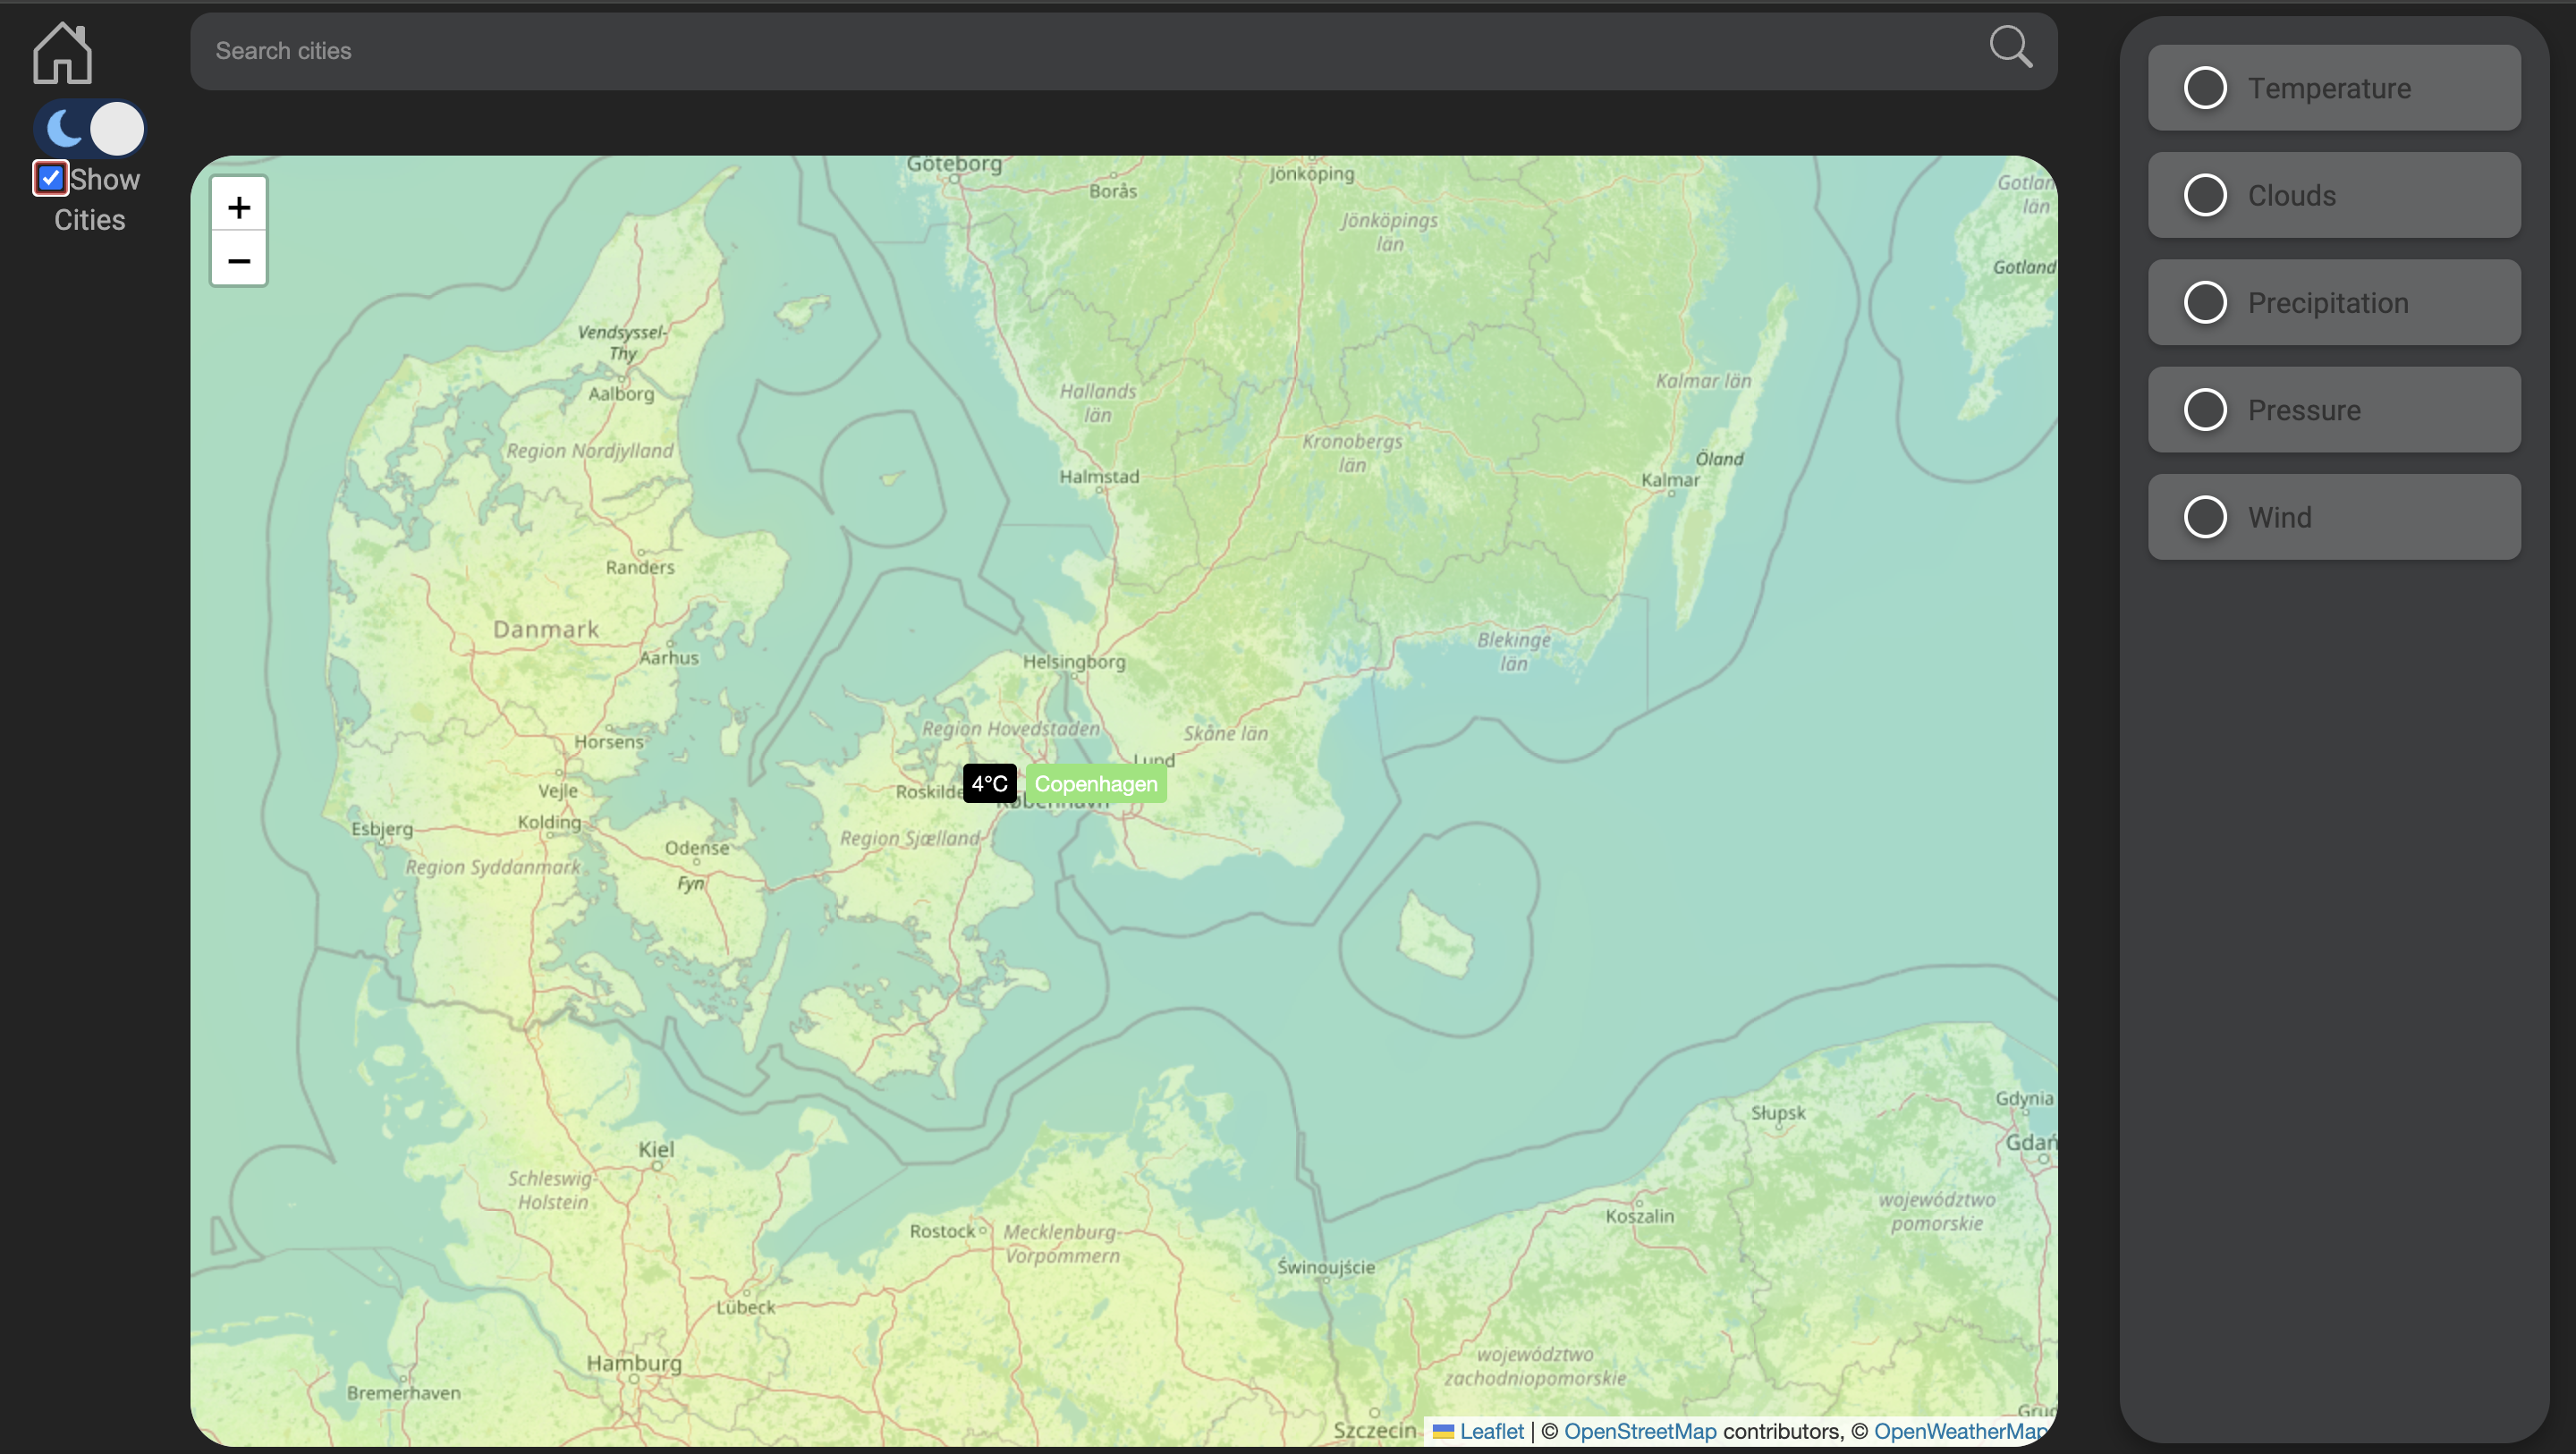 Search cities
Show
Cities
Temperature
Clouds
Precipitation
Pressure
Wind
+
−
Göteborg
Borås
Jönköping
Jönköpings
län
Gotland
Vendsyssel-
Thy
Aalborg
Region Nordjylland
Hallands
län
Kalmar län
Kronobergs
län
Öland
Halmstad
Kalmar
Randers
Danmark
Aarhus
Blekinge
län
Helsingborg
Region Hovedstaden
Skåne län
Horsens
Lund
4°C
Copenhagen
Vejle
Roskilde
København
Kolding
Esbjerg
Region Sjælland
Odense
Region Syddanmark
Fyn
Gdynia
Słupsk
Kiel
Schleswig-
Holstein
województwo
pomorskie
Koszalin
Rostock
Mecklenburg-
Vorpommern
Świnoujście
Lübeck
Hamburg
województwo
zachodniopomorskie
Bremerhaven
Szczecin
Leaflet | © OpenStreetMap contributors, © OpenWeatherMap